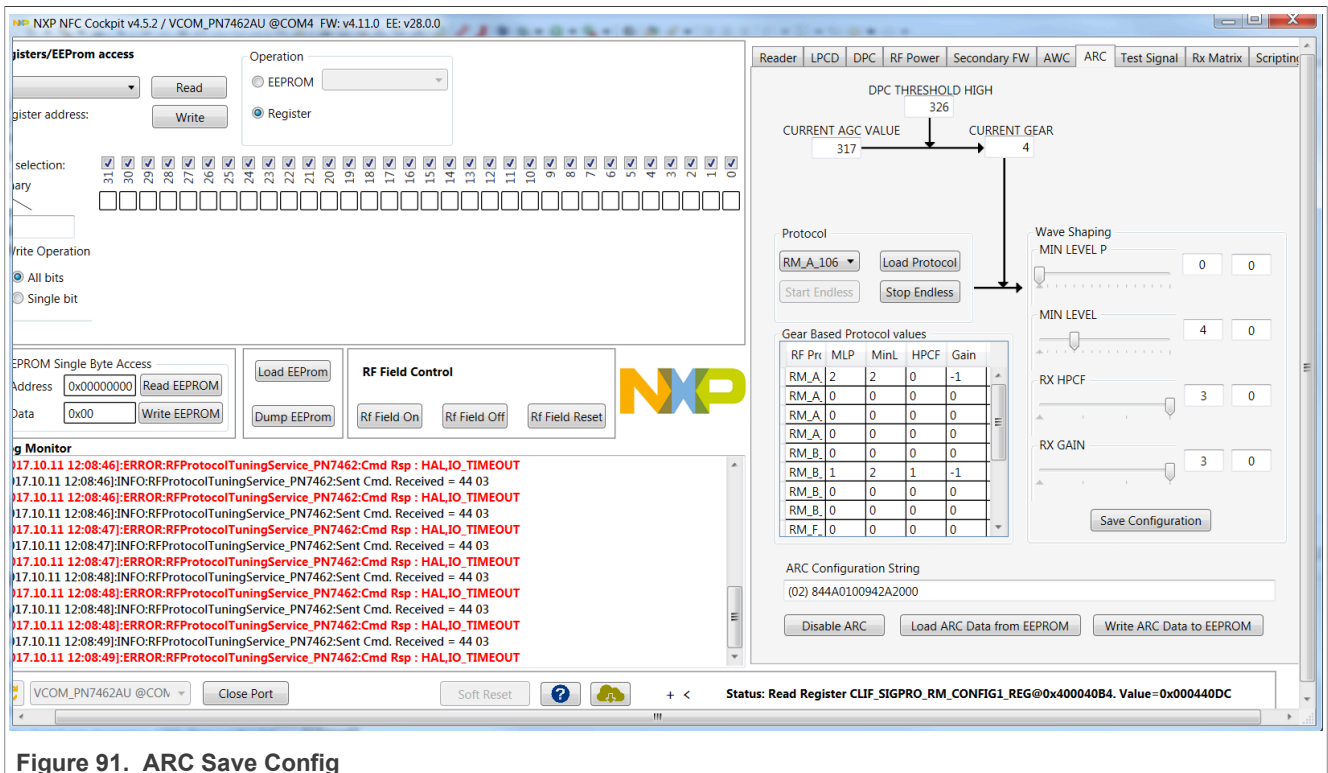 NXP NFC Cockpit v4.5.2 / VCOM_PN7462AU @COM4 FW: v4.11.0 EE: v28.0.0
gisters/EEProm access
Operation
Read
EEPROM
gister address:
Write
Register
selection:
31 30 29 28 27 26 25 24 23 22 21 20 19 18 17 16 15 14 13 12 11 10 9 8 7 6 5 4 3 2 1 0
ary
rite Operation
All bits
Single bit
EPROM Single Byte Access
Address 0x00000000 Read EEPROM
Data 0x00 Write EEPROM
Load EEProm
Dump EEProm
RF Field Control
Rf Field On Rf Field Off Rf Field Reset
NXP
g Monitor
017.10.11 12:08:46]:ERROR:RFProtocolTuningService_PN7462:Cmd Rsp : HAL,IO_TIMEOUT
017.10.11 12:08:46]:INFO:RFProtocolTuningService_PN7462:Sent Cmd. Received = 44 03
017.10.11 12:08:46]:ERROR:RFProtocolTuningService_PN7462:Cmd Rsp : HAL,IO_TIMEOUT
017.10.11 12:08:46]:INFO:RFProtocolTuningService_PN7462:Sent Cmd. Received = 44 03
017.10.11 12:08:47]:ERROR:RFProtocolTuningService_PN7462:Cmd Rsp : HAL,IO_TIMEOUT
017.10.11 12:08:47]:INFO:RFProtocolTuningService_PN7462:Sent Cmd. Received = 44 03
017.10.11 12:08:47]:ERROR:RFProtocolTuningService_PN7462:Cmd Rsp : HAL,IO_TIMEOUT
017.10.11 12:08:48]:INFO:RFProtocolTuningService_PN7462:Sent Cmd. Received = 44 03
017.10.11 12:08:48]:ERROR:RFProtocolTuningService_PN7462:Cmd Rsp : HAL,IO_TIMEOUT
017.10.11 12:08:48]:INFO:RFProtocolTuningService_PN7462:Sent Cmd. Received = 44 03
017.10.11 12:08:48]:ERROR:RFProtocolTuningService_PN7462:Cmd Rsp : HAL,IO_TIMEOUT
017.10.11 12:08:49]:INFO:RFProtocolTuningService_PN7462:Sent Cmd. Received = 44 03
017.10.11 12:08:49]:ERROR:RFProtocolTuningService_PN7462:Cmd Rsp : HAL,IO_TIMEOUT
Reader LPCD DPC RF Power Secondary FW AWC ARC Test Signal Rx Matrix Scripting
DPC THRESHOLD HIGH
326
CURRENT AGC VALUE
317
CURRENT GEAR
4
Protocol
RM_A_106 Load Protocol
Start Endless Stop Endless
Gear Based Protocol values
RF Prc MLP MinL HPCF Gain
RM_A_ 2 2 0 -1
RM_A_ 0 0 0 0
RM_A_ 0 0 0 0
RM_A_ 0 0 0 0
RM_B_ 0 0 0 0
RM_B_ 1 2 1 -1
RM_B_ 0 0 0 0
RM_B_ 0 0 0 0
RM_F_ 0 0 0 0
Wave Shaping
MIN LEVEL P
0 0
MIN LEVEL
4 0
RX HPCF
3 0
RX GAIN
3 0
Save Configuration
ARC Configuration String
(02) 844A0100942A2000
Disable ARC Load ARC Data from EEPROM Write ARC Data to EEPROM
VCOM_PN7462AU @COM Close Port Soft Reset ? + < Status: Read Register CLIF_SIGPRO_RM_CONFIG1_REG@0x400040B4. Value=0x000440DC
Figure 91. ARC Save Config